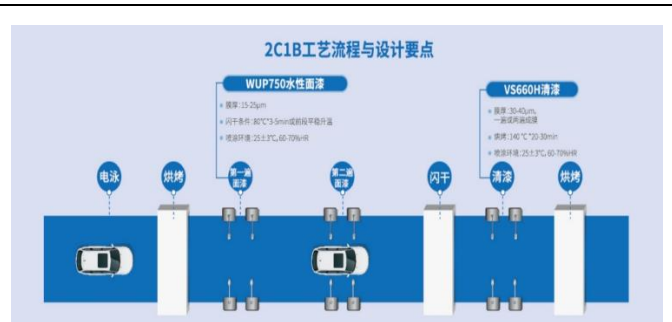 2C1B工艺流程与设计要点
WUP750水性面漆
膜厚:15-25μm
闪干条件:80℃*3-5min或前段平稳升温
喷涂环境:25±3℃, 60-70%HR
VS660H清漆
膜厚:30-40μm,
一遍或两遍成膜
烘烤:140℃*20-30min
喷涂环境:25±3℃, 60-70%HR
电泳
烘烤
第一遍
面漆
第二遍
面漆
闪干
清漆
烘烤